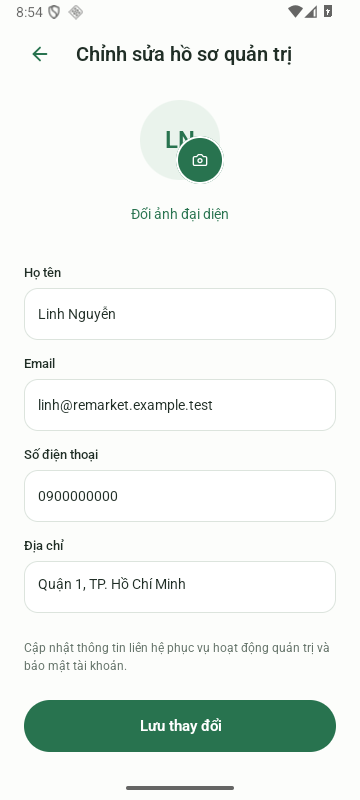 8:54
Chỉnh sửa hồ sơ quản trị
LN
Đổi ảnh đại diện
Họ tên
Linh Nguyễn
Email
linh@remarket.example.test
Số điện thoại
0900000000
Địa chỉ
Quận 1, TP. Hồ Chí Minh
Cập nhật thông tin liên hệ phục vụ hoạt động quản trị và
bảo mật tài khoản.
Lưu thay đổi